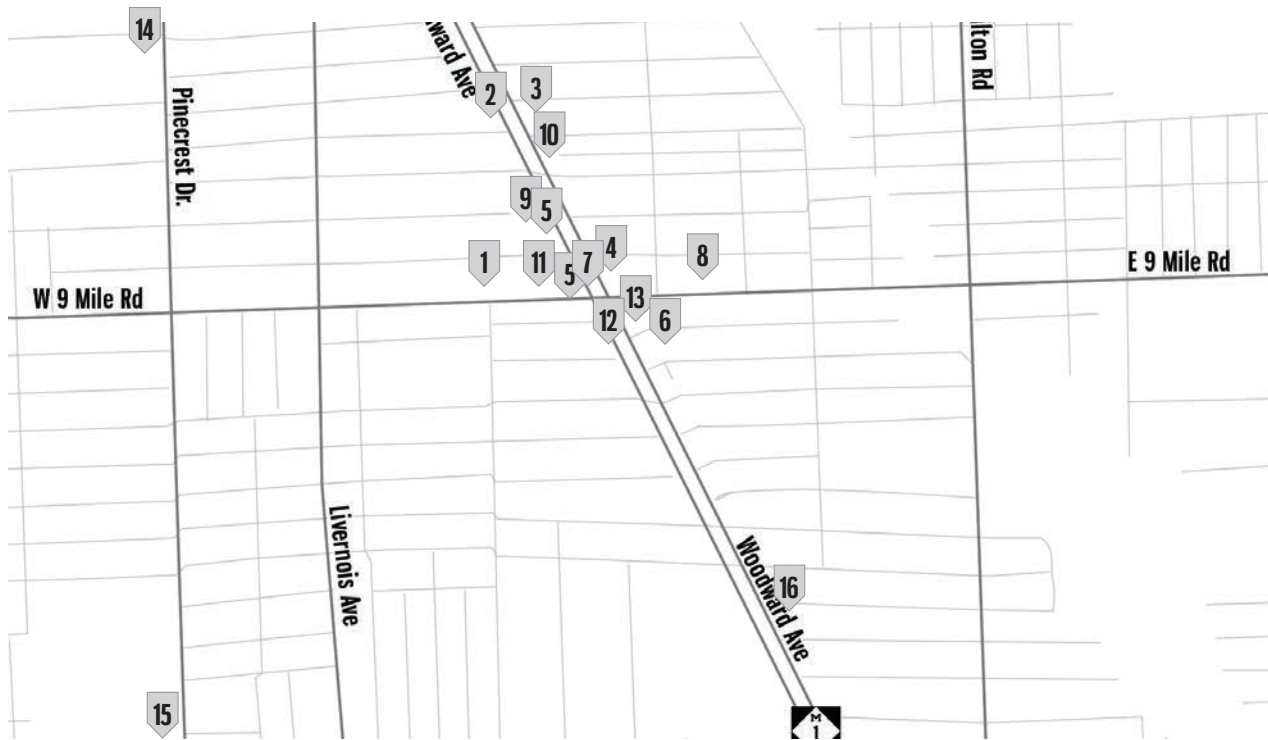 14
ward Ave
lton Rd
Pinecrest Dr.
2
3
10
9
5
1
11
5
7
4
8
E 9 Mile Rd
W 9 Mile Rd
13
12
6
Livernois Ave
Woodward Ave
16
15
M
1